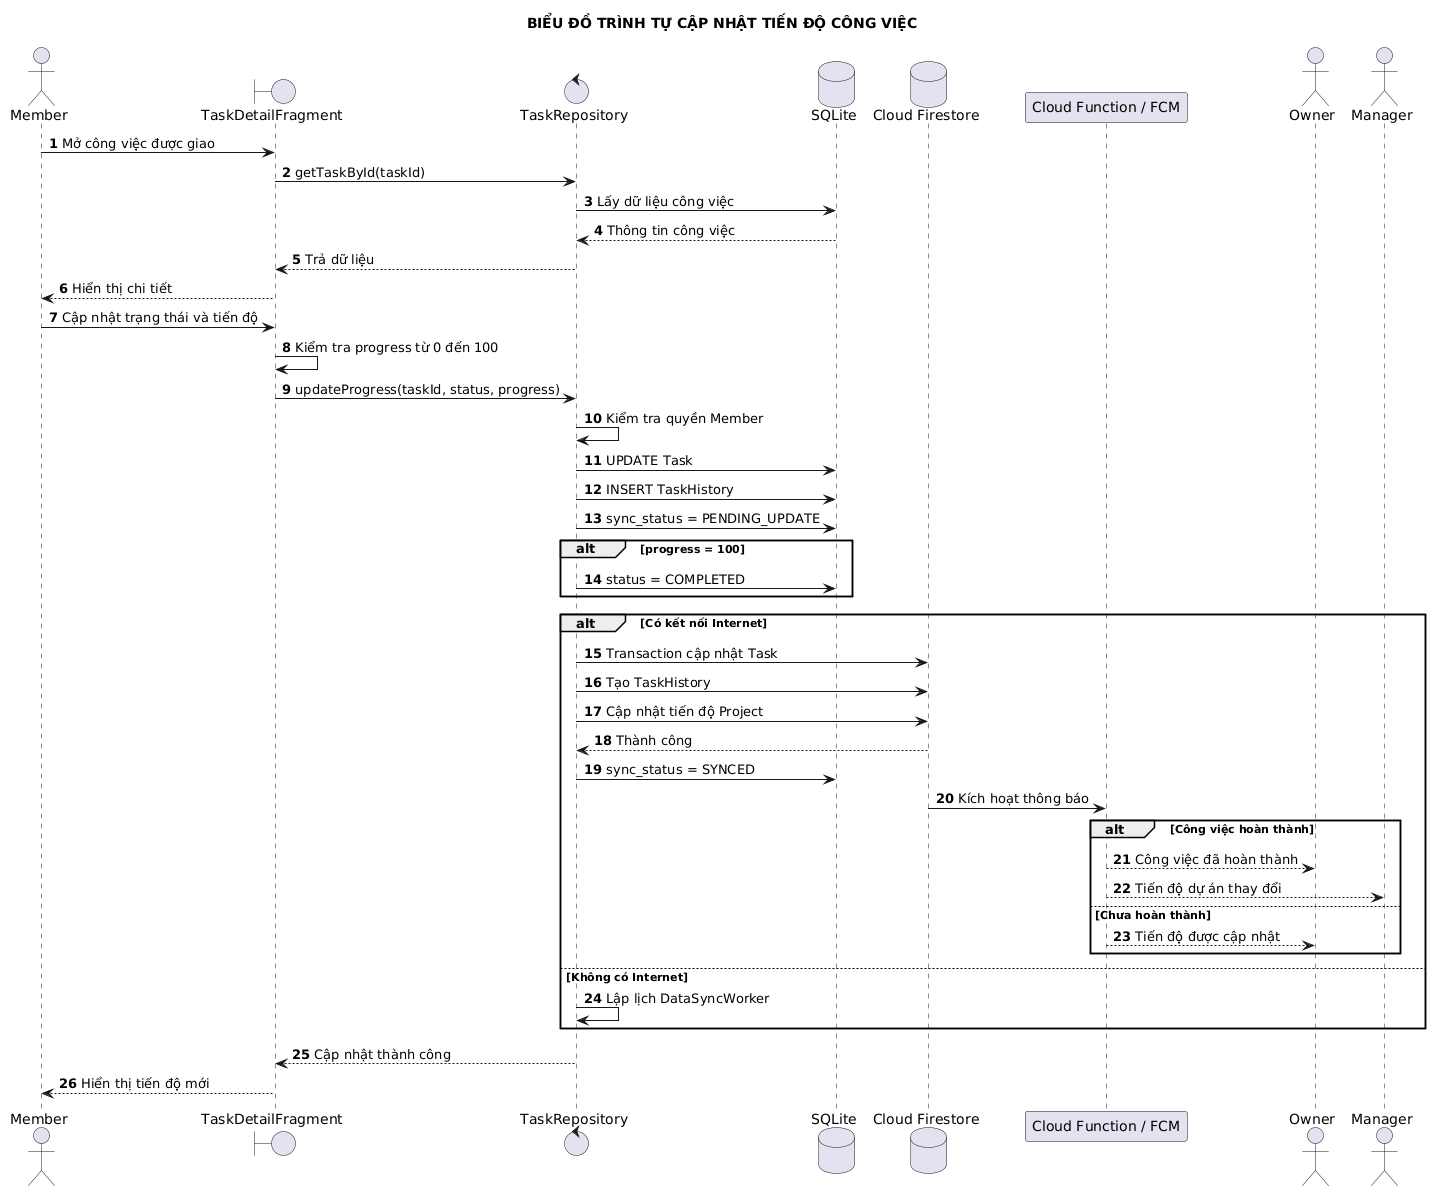 BIỂU ĐỒ TRÌNH TỰ CẬP NHẬT TIẾN ĐỘ CÔNG VIỆC
Member
TaskDetailFragment
TaskRepository
SQLite
Cloud Firestore
Cloud Function / FCM
Owner
Manager
1 Mở công việc được giao
2 getTaskById(taskId)
3 Lấy dữ liệu công việc
4 Thông tin công việc
5 Trả dữ liệu
6 Hiển thị chi tiết
7 Cập nhật trạng thái và tiến độ
8 Kiểm tra progress từ 0 đến 100
9 updateProgress(taskId, status, progress)
10 Kiểm tra quyền Member
11 UPDATE Task
12 INSERT TaskHistory
13 sync_status = PENDING_UPDATE
alt [progress = 100]
14 status = COMPLETED
alt [Có kết nối Internet]
15 Transaction cập nhật Task
16 Tạo TaskHistory
17 Cập nhật tiến độ Project
18 Thành công
19 sync_status = SYNCED
20 Kích hoạt thông báo
alt [Công việc hoàn thành]
21 Công việc đã hoàn thành
22 Tiến độ dự án thay đổi
[Chưa hoàn thành]
23 Tiến độ được cập nhật
[Không có Internet]
24 Lập lịch DataSyncWorker
25 Cập nhật thành công
26 Hiển thị tiến độ mới
Member
TaskDetailFragment
TaskRepository
SQLite
Cloud Firestore
Cloud Function / FCM
Owner
Manager